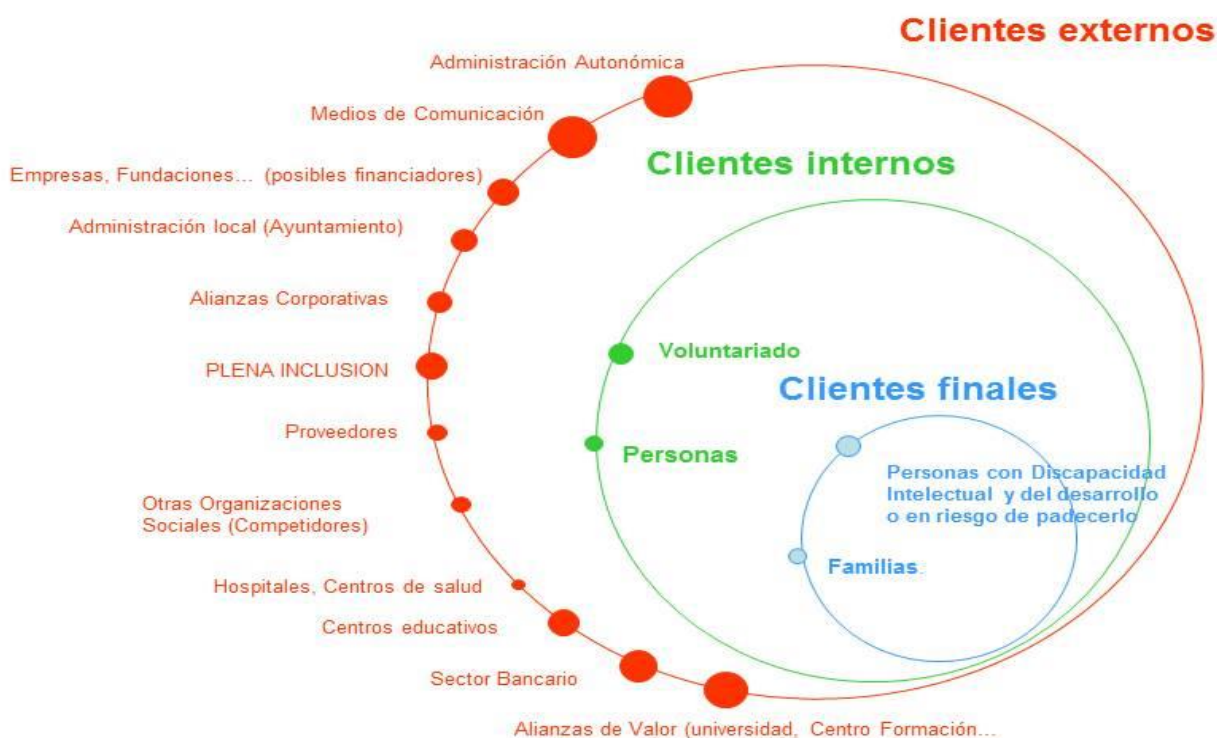 Clientes externos
Administración Autonómica
Medios de Comunicación
Clientes internos
Empresas, Fundaciones... (posibles financiadores)
Administración local (Ayuntamiento)
Alianzas Corporativas
Voluntariado
PLENA INCLUSION
Clientes finales
Proveedores
Personas
Personas con Discapacidad
Intelectual y del desarrollo
o en riesgo de padecerlo
Otras Organizaciones
Sociales (Competidores)
Familias.
Hospitales, Centros de salud
Centros educativos
Sector Bancario
Alianzas de Valor (universidad, Centro Formación...